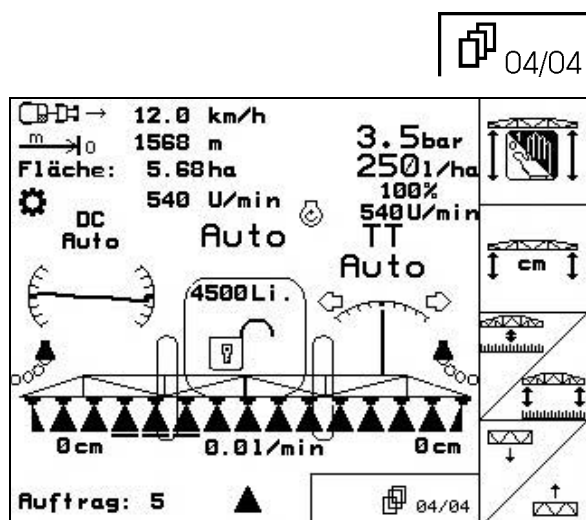 04/04
12.0 km/h
m 0 1568 m
3.5bar
Fläche: 5.68ha
250l/ha
100%
540 U/min
540U/min
DC
Auto
Auto
TT
Auto
cm
4500Li.
0cm
0.0l/min
0cm
Auftrag: 5
04/04